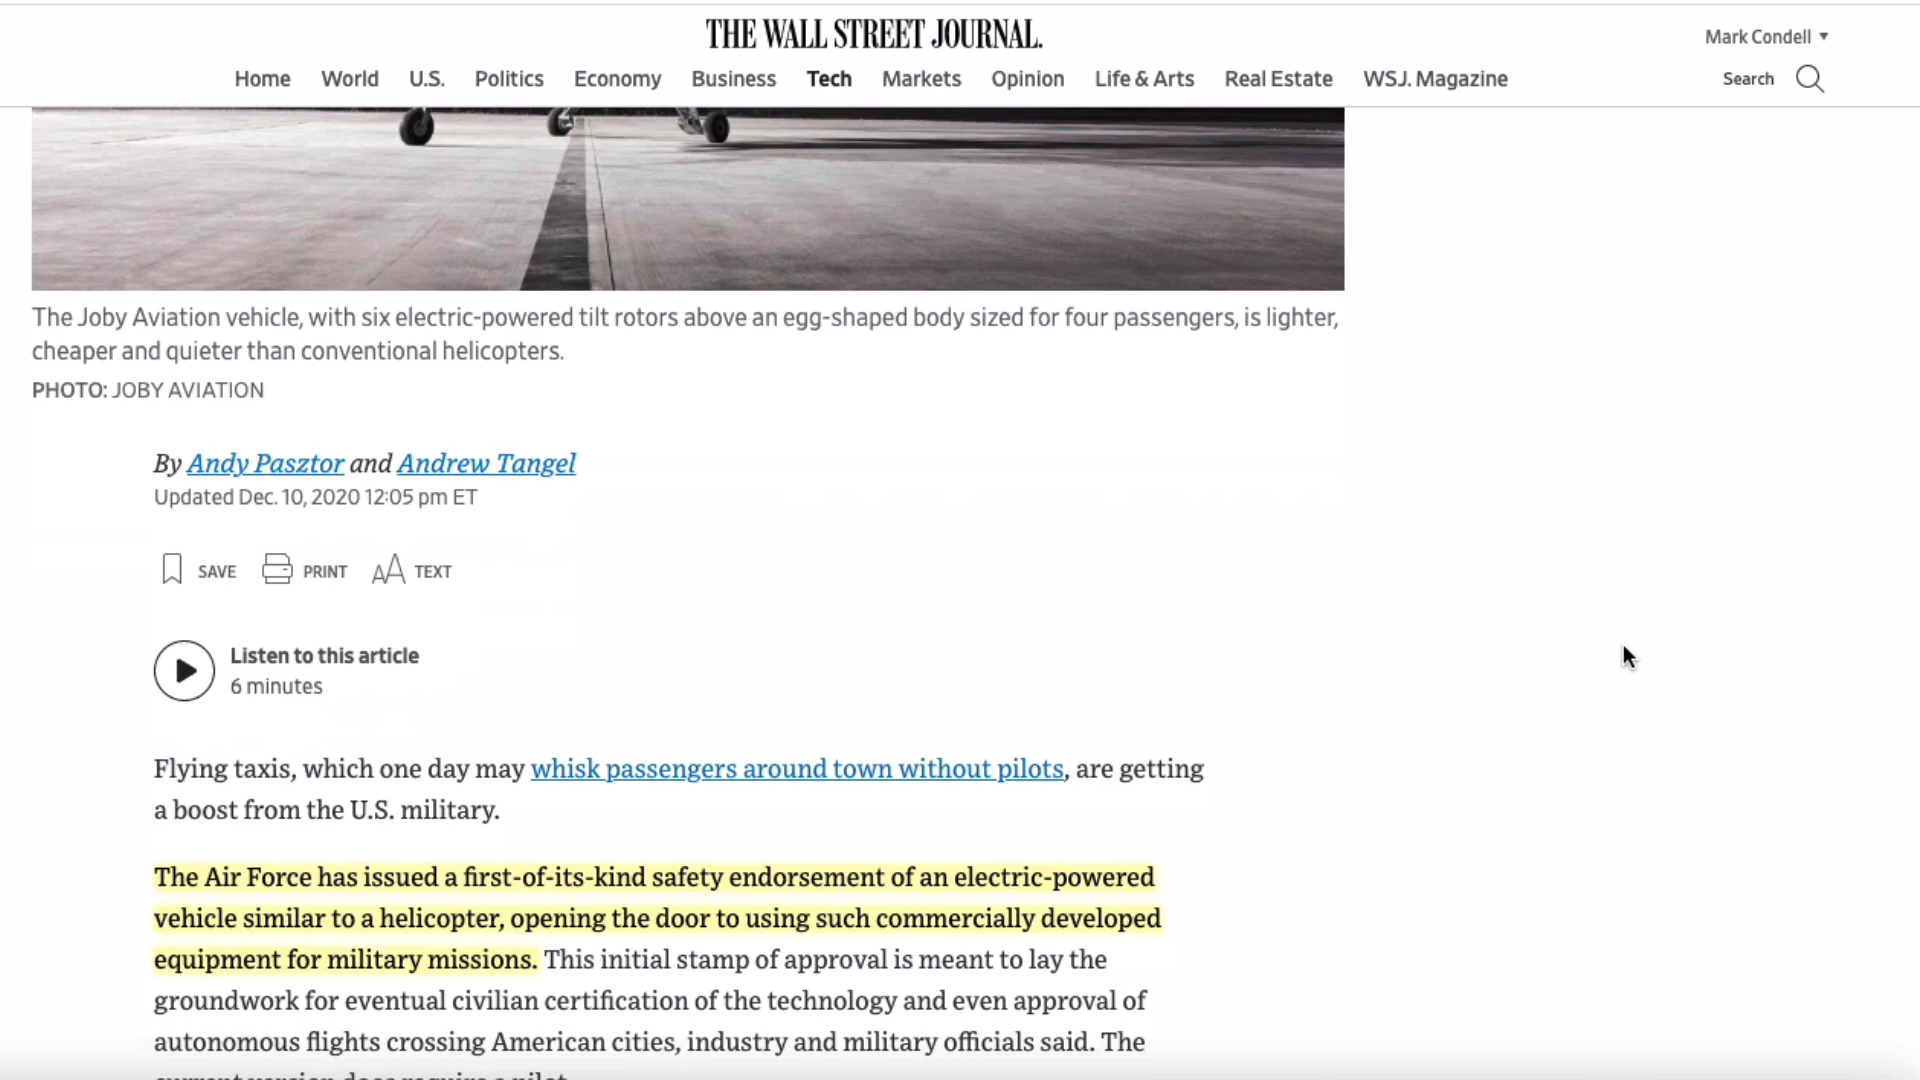 THE WALL STREET JOURNAL.
Mark Condell
Home World U.S. Politics Economy Business Tech Markets Opinion Life & Arts Real Estate WSJ. Magazine Search
The Joby Aviation vehicle, with six electric-powered tilt rotors above an egg-shaped body sized for four passengers, is lighter,
cheaper and quieter than conventional helicopters.
PHOTO: JOBY AVIATION
By Andy Pasztor and Andrew Tangel
Updated Dec. 10, 2020 12:05 pm ET
SAVE PRINT AA TEXT
Listen to this article
6 minutes
Flying taxis, which one day may whisk passengers around town without pilots, are getting
a boost from the U.S. military.
The Air Force has issued a first-of-its-kind safety endorsement of an electric-powered
vehicle similar to a helicopter, opening the door to using such commercially developed
equipment for military missions. This initial stamp of approval is meant to lay the
groundwork for eventual civilian certification of the technology and even approval of
autonomous flights crossing American cities, industry and military officials said. The
current version does require a pilot.